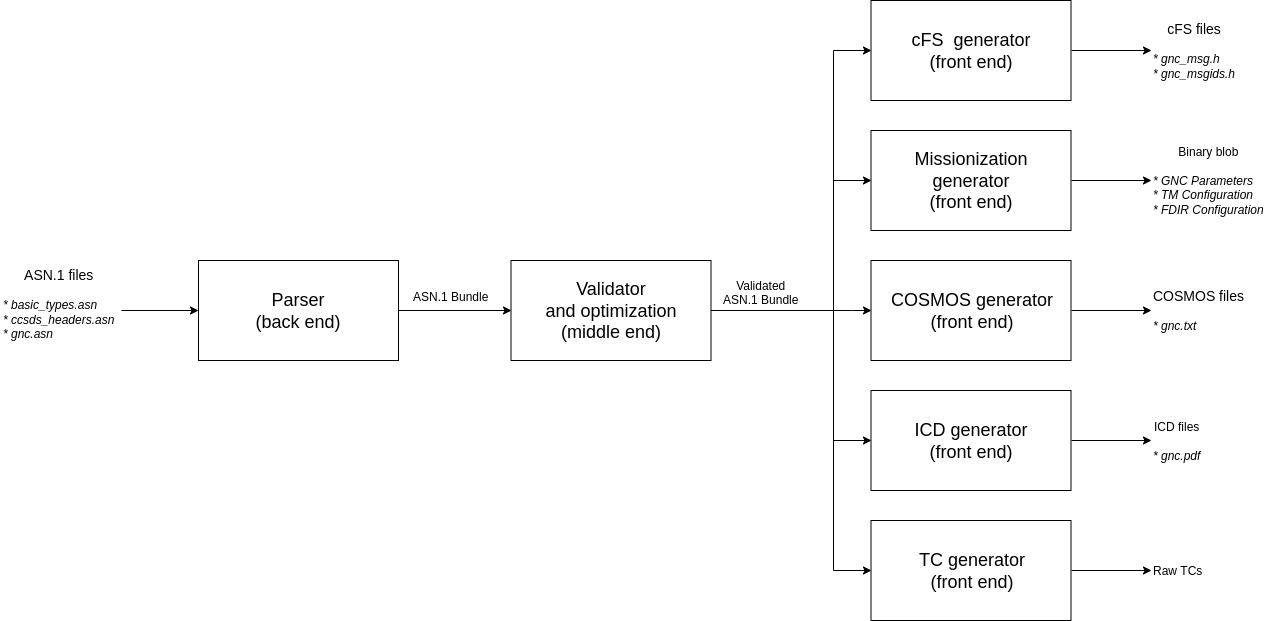 ASN.1 files
* basic_types.asn
* ccsds_headers.asn
* gnc.asn
Parser
(back end)
ASN.1 Bundle
Validator
and optimization
(middle end)
Validated
ASN.1 Bundle
cFS  generator
(front end)
cFS files
* gnc_msg.h
* gnc_msgids.h
Missionization
generator
(front end)
Binary blob
* GNC Parameters
* TM Configuration
* FDIR Configuration
COSMOS generator
(front end)
COSMOS files
* gnc.txt
ICD generator
(front end)
ICD files
* gnc.pdf
TC generator
(front end)
Raw TCs